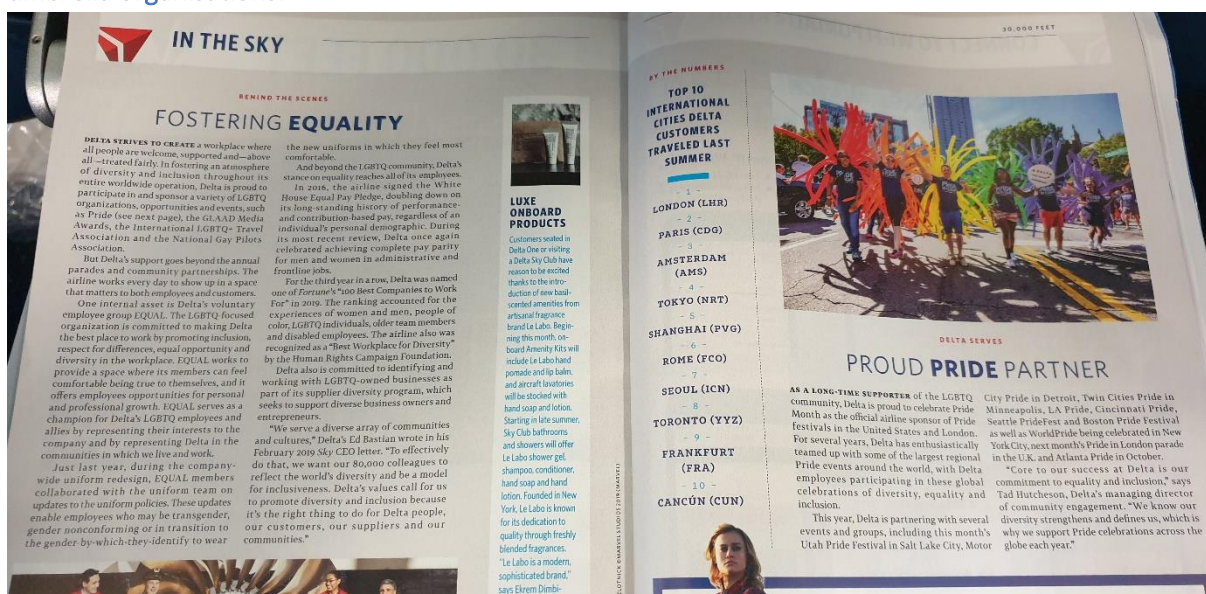 IN THE SKY
BEHIND THE SCENES
FOSTERING EQUALITY
DELTA STRIVES TO CREATE a workplace where
all people are welcome, supported and—above
all—treated fairly. In fostering an atmosphere
of diversity and inclusion throughout its
entire worldwide operation, Delta is proud to
participate in and sponsor a variety of LGBTQ
organizations, opportunities and events, such
as Pride (see next page), the GLAAD Media
Awards, the International LGBTQ+ Travel
Association and the National Gay Pilots
Association.
But Delta's support goes beyond the annual
parades and community partnerships. The
airline works every day to show up in a space
that matters to both employees and customers.
One internal asset is Delta's voluntary
employee group EQUAL. The LGBTQ-focused
organization is committed to making Delta
the best place to work by promoting inclusion,
respect for differences, equal opportunity and
diversity in the workplace. EQUAL works to
provide a space where its members can feel
comfortable being true to themselves, and it
offers employees opportunities for personal
and professional growth. EQUAL serves as a
champion for Delta's LGBTQ employees and
allies by representing their interests to the
company and by representing Delta in the
communities in which we live and work.
Just last year, during the company-
wide uniform redesign, EQUAL members
collaborated with the uniform team on
updates to the uniform policies. These updates
enable employees who may be transgender,
gender nonconforming or in transition to
the gender-by-which-they-identify to wear
the new uniforms in which they feel most
comfortable.
And beyond the LGBTQ community, Delta's
stance on equality reaches all of its employees.
In 2016, the airline signed the White
House Equal Pay Pledge, doubling down on
its long-standing history of performance-
and contribution-based pay, regardless of an
individual's personal demographic. During
its most recent review, Delta once again
celebrated achieving complete pay parity
for men and women in administrative and
frontline jobs.
For the third year in a row, Delta was named
one of Fortune's "100 Best Companies to Work
For" in 2019. The ranking accounted for the
experiences of women and men, people of
color, LGBTQ individuals, older team members
and disabled employees. The airline also was
recognized as a "Best Workplace for Diversity"
by the Human Rights Campaign Foundation.
Delta also is committed to identifying and
working with LGBTQ-owned businesses as
part of its supplier diversity program, which
seeks to support diverse business owners and
entrepreneurs.
"We serve a diverse array of communities
and cultures," Delta's Ed Bastian wrote in his
February 2019 Sky CEO letter. "To effectively
do that, we want our 80,000 colleagues to
reflect the world's diversity and be a model
for inclusiveness. Delta's values call for us
to promote diversity and inclusion because
it's the right thing to do for Delta people,
our customers, our suppliers and our
communities."
LUXE
ONBOARD
PRODUCTS
Customers seated in
Delta One or visiting
a Delta Sky Club have
reason to be excited
thanks to the intro-
duction of new basil-
scented amenities from
artisanal fragrance
brand Le Labo. Begin-
ning this month, on-
board Amenity Kits will
include Le Labo hand
pomade and lip balm,
and aircraft lavatories
will be stocked with
hand soap and lotion.
Starting in late summer,
Sky Club bathrooms
and showers will offer
Le Labo shower gel,
shampoo, conditioner,
hand soap and hand
lotion. Founded in New
York, Le Labo is known
for its dedication to
quality through freshly
blended fragrances.
"Le Labo is a modern,
sophisticated brand,"
says Ekrem Dimbi-
30,000 FEET
BY THE NUMBERS
TOP 10
INTERNATIONAL
CITIES DELTA
CUSTOMERS
TRAVELED LAST
SUMMER
- 1 -
LONDON (LHR)
- 2 -
PARIS (CDG)
- 3 -
AMSTERDAM
(AMS)
- 4 -
TOKYO (NRT)
- 5 -
SHANGHAI (PVG)
- 6 -
ROME (FCO)
- 7 -
SEOUL (ICN)
- 8 -
TORONTO (YYZ)
- 9 -
FRANKFURT
(FRA)
- 10 -
CANCÚN (CUN)
DELTA SERVES
PROUD PRIDE PARTNER
AS A LONG-TIME SUPPORTER of the LGBTQ
community, Delta is proud to celebrate Pride
Month as the official airline sponsor of Pride
festivals in the United States and London.
For several years, Delta has enthusiastically
teamed up with some of the largest regional
Pride events around the world, with Delta
employees participating in these global
celebrations of diversity, equality and
inclusion.
This year, Delta is partnering with several
events and groups, including this month's
Utah Pride Festival in Salt Lake City, Motor
City Pride in Detroit, Twin Cities Pride in
Minneapolis, LA Pride, Cincinnati Pride,
Seattle PrideFest and Boston Pride Festival
as well as WorldPride being celebrated in New
York City, next month's Pride in London parade
in the U.K. and Atlanta Pride in October.
"Core to our success at Delta is our
commitment to equality and inclusion," says
Tad Hutcheson, Delta's managing director
of community engagement. "We know our
diversity strengthens and defines us, which is
why we support Pride celebrations across the
globe each year."